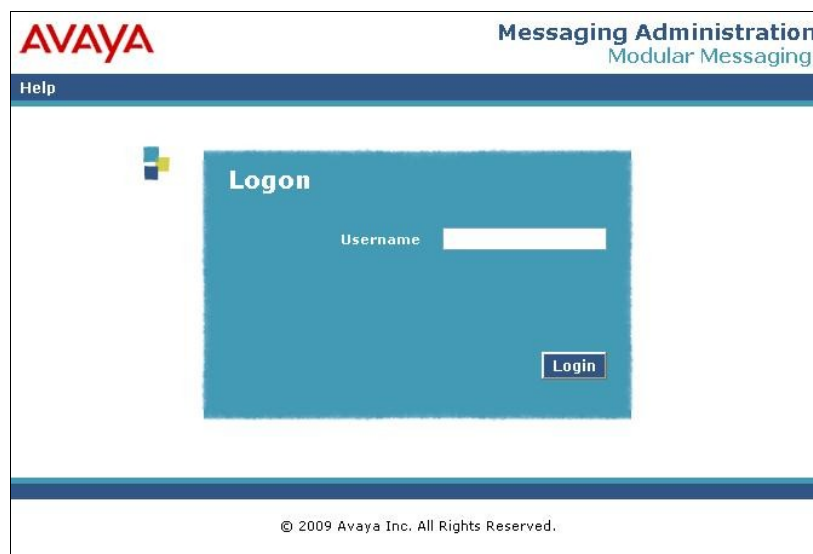 AVAYA
Messaging Administration
Modular Messaging
Help
Logon
Username
Login
© 2009 Avaya Inc. All Rights Reserved.